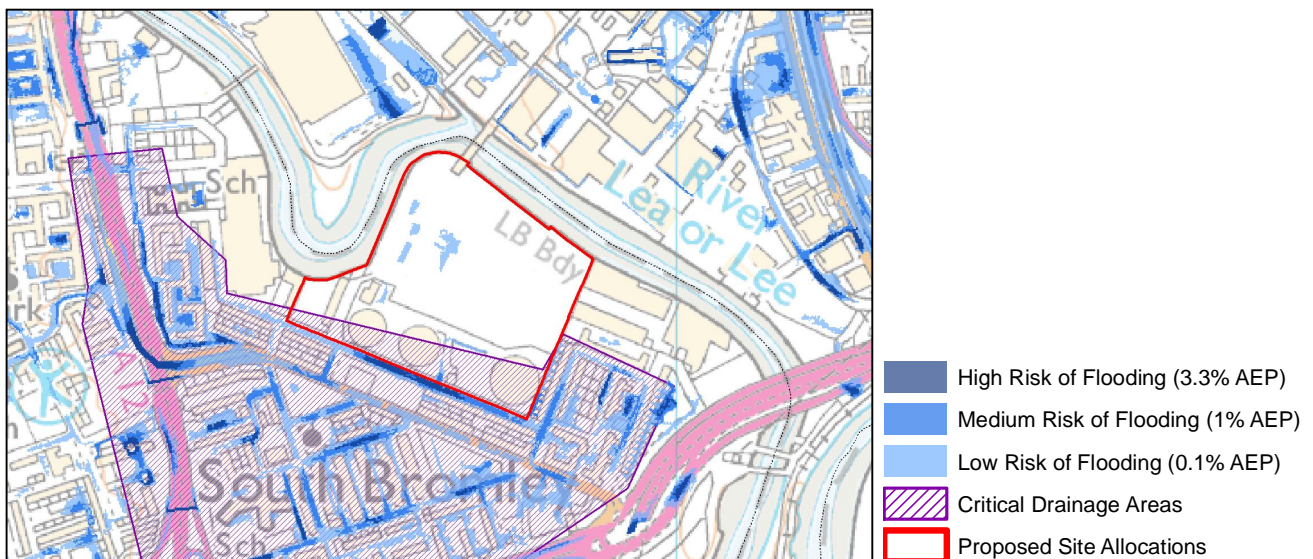 Sch
LB Bdy
River
Lea or Lee
A12
South Bromley
Sch
High Risk of Flooding (3.3% AEP)
Medium Risk of Flooding (1% AEP)
Low Risk of Flooding (0.1% AEP)
Critical Drainage Areas
Proposed Site Allocations